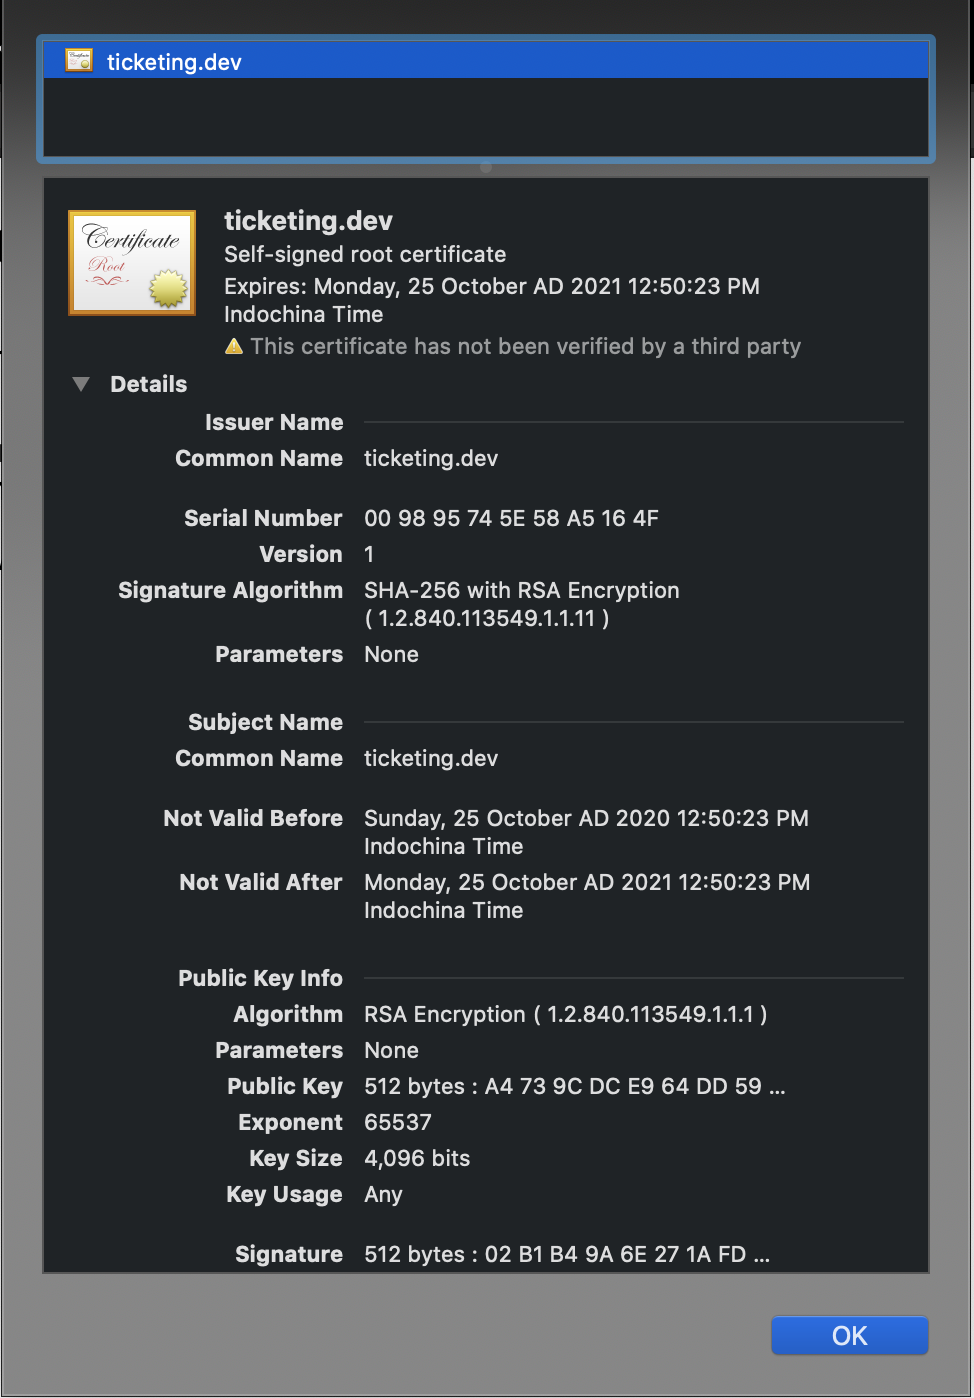 ticketing.dev
Certificate
Root
ticketing.dev
Self-signed root certificate
Expires: Monday, 25 October AD 2021 12:50:23 PM
Indochina Time
This certificate has not been verified by a third party
Details
Issuer Name
Common Name ticketing.dev
Serial Number 00 98 95 74 5E 58 A5 16 4F
Version 1
Signature Algorithm SHA-256 with RSA Encryption
( 1.2.840.113549.1.1.11 )
Parameters None
Subject Name
Common Name ticketing.dev
Not Valid Before Sunday, 25 October AD 2020 12:50:23 PM
Indochina Time
Not Valid After Monday, 25 October AD 2021 12:50:23 PM
Indochina Time
Public Key Info
Algorithm RSA Encryption ( 1.2.840.113549.1.1.1 )
Parameters None
Public Key 512 bytes : A4 73 9C DC E9 64 DD 59 ...
Exponent 65537
Key Size 4,096 bits
Key Usage Any
Signature 512 bytes : 02 B1 B4 9A 6E 27 1A FD ...
OK